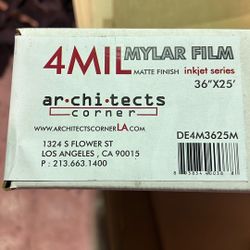 4MIL MYLAR FILM
MATTE FINISH inkjet series
36"X25'
ar·chi·tects
corner
WWW.ARCHITECTSCORNERLA.COM
DE4M3625M
1324 S FLOWER ST
LOS ANGELES , CA 90015
P : 213.663.1400